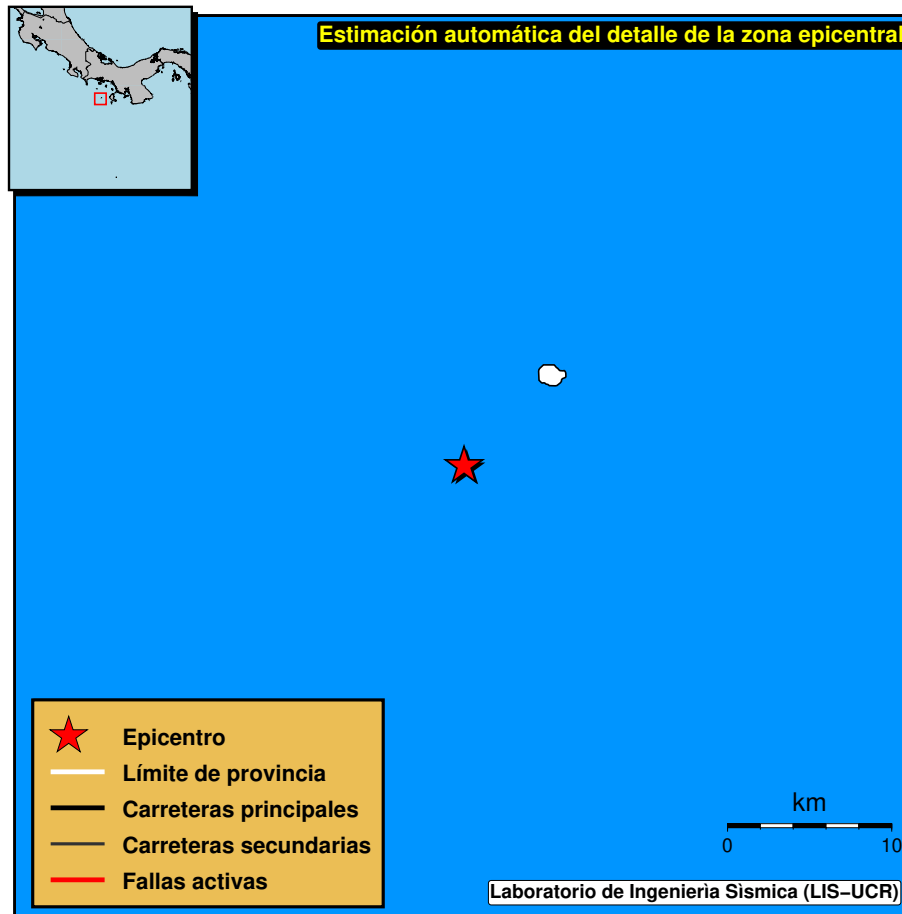 Estimación automática del detalle de la zona epicentral
Epicentro
Límite de provincia
Carreteras principales
Carreteras secundarias
Fallas activas
km
0 10
Laboratorio de Ingenierìa Sìsmica (LIS–UCR)